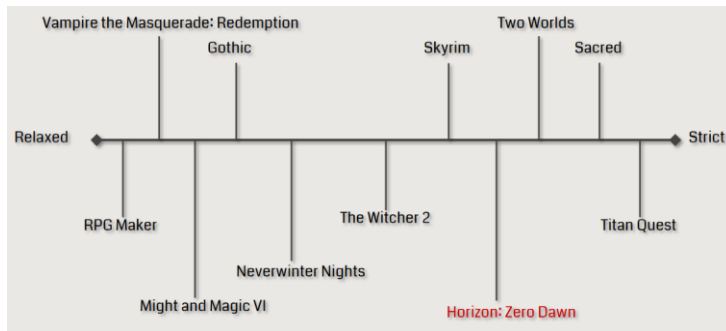 Vampire the Masquerade: Redemption
Two Worlds
Gothic
Skyrim
Sacred
Relaxed
Strict
RPG Maker
The Witcher 2
Titan Quest
Neverwinter Nights
Might and Magic VI
Horizon: Zero Dawn